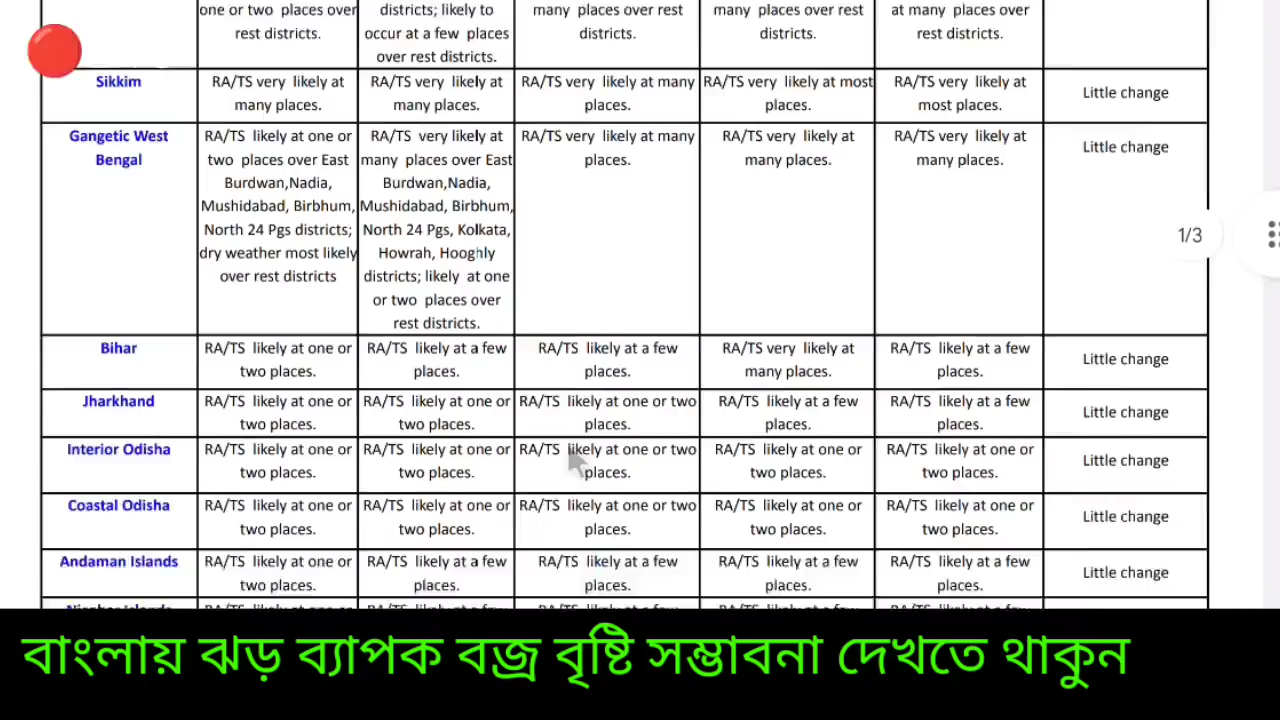 one or two places over
rest districts.
districts; likely to
occur at a few places
over rest districts.
many places over rest
districts.
many places over rest
districts.
at many places over
rest districts.
Sikkim
RA/TS very likely at
many places.
RA/TS very likely at
many places.
RA/TS very likely at many
places.
RA/TS very likely at most
places.
RA/TS very likely at
most places.
Little change
Gangetic West
Bengal
RA/TS likely at one or
two places over East
Burdwan,Nadia,
Mushidabad, Birbhum,
North 24 Pgs districts;
dry weather most likely
over rest districts
RA/TS very likely at
many places over East
Burdwan,Nadia,
Mushidabad, Birbhum,
North 24 Pgs, Kolkata,
Howrah, Hooghly
districts; likely at one
or two places over
rest districts.
RA/TS very likely at many
places.
RA/TS very likely at
many places.
RA/TS very likely at
many places.
Little change
1/3
Bihar
RA/TS likely at one or
two places.
RA/TS likely at a few
places.
RA/TS likely at a few
places.
RA/TS very likely at
many places.
RA/TS likely at a few
places.
Little change
Jharkhand
RA/TS likely at one or
two places.
RA/TS likely at one or
two places.
RA/TS likely at one or two
places.
RA/TS likely at a few
places.
RA/TS likely at a few
places.
Little change
Interior Odisha
RA/TS likely at one or
two places.
RA/TS likely at one or
two places.
RA/TS likely at one or two
places.
RA/TS likely at one or
two places.
RA/TS likely at one or
two places.
Little change
Coastal Odisha
RA/TS likely at one or
two places.
RA/TS likely at one or
two places.
RA/TS likely at one or two
places.
RA/TS likely at one or
two places.
RA/TS likely at one or
two places.
Little change
Andaman Islands
RA/TS likely at one or
two places.
RA/TS likely at a few
places.
RA/TS likely at a few
places.
RA/TS likely at a few
places.
RA/TS likely at a few
places.
Little change
বাংলায় ঝড় ব্যাপক বজ্র বৃষ্টি সম্ভাবনা দেখতে থাকুন